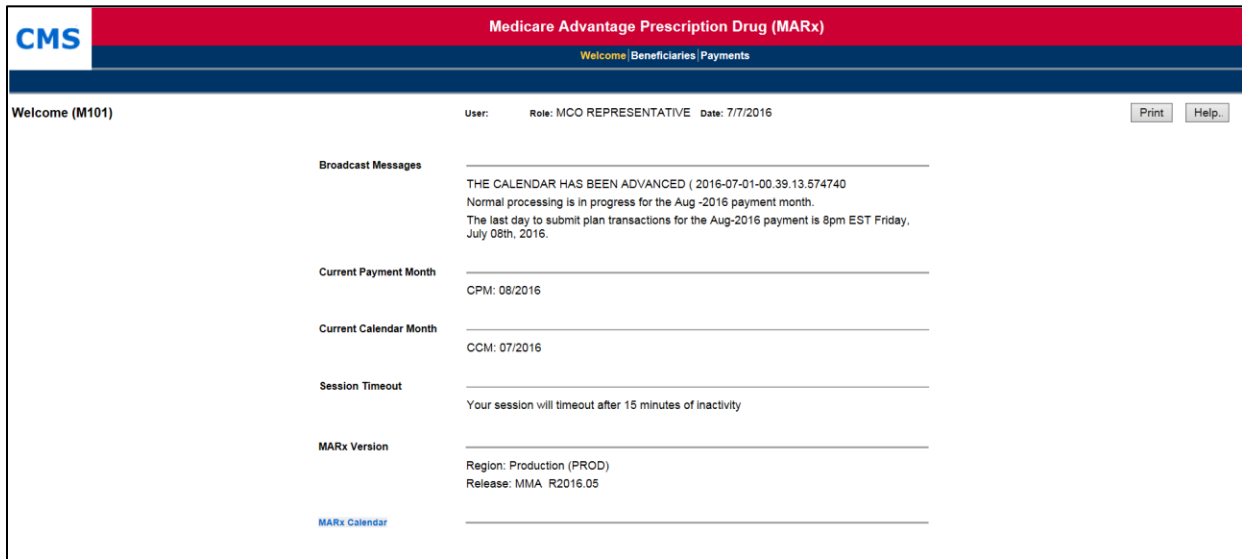 CMS
Medicare Advantage Prescription Drug (MARx)
Welcome|Beneficiaries|Payments
Welcome (M101)
User: Role: MCO REPRESENTATIVE Date: 7/7/2016
Print Help..
Broadcast Messages
THE CALENDAR HAS BEEN ADVANCED ( 2016-07-01-00.39.13.574740
Normal processing is in progress for the Aug -2016 payment month.
The last day to submit plan transactions for the Aug-2016 payment is 8pm EST Friday,
July 08th, 2016.
Current Payment Month
CPM: 08/2016
Current Calendar Month
CCM: 07/2016
Session Timeout
Your session will timeout after 15 minutes of inactivity
MARx Version
Region: Production (PROD)
Release: MMA R2016.05
MARx Calendar